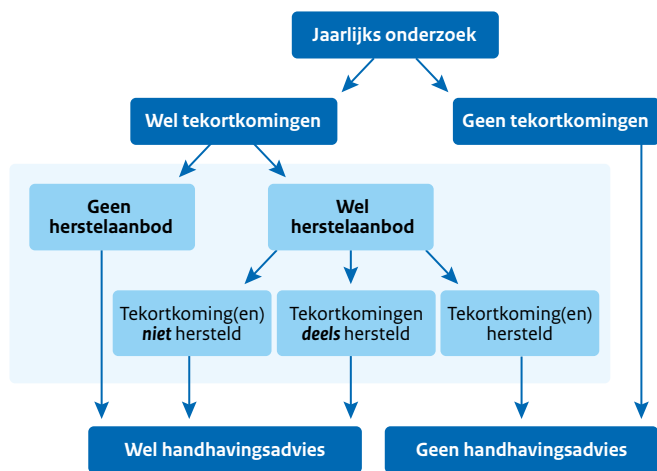 Jaarlijks onderzoek
Wel tekortkomingen
Geen tekortkomingen
Geen
herstelaanbod
Wel
herstelaanbod
Tekortkoming(en)
niet hersteld
Tekortkomingen
deels hersteld
Tekortkoming(en)
hersteld
Wel handhavingsadvies
Geen handhavingsadvies